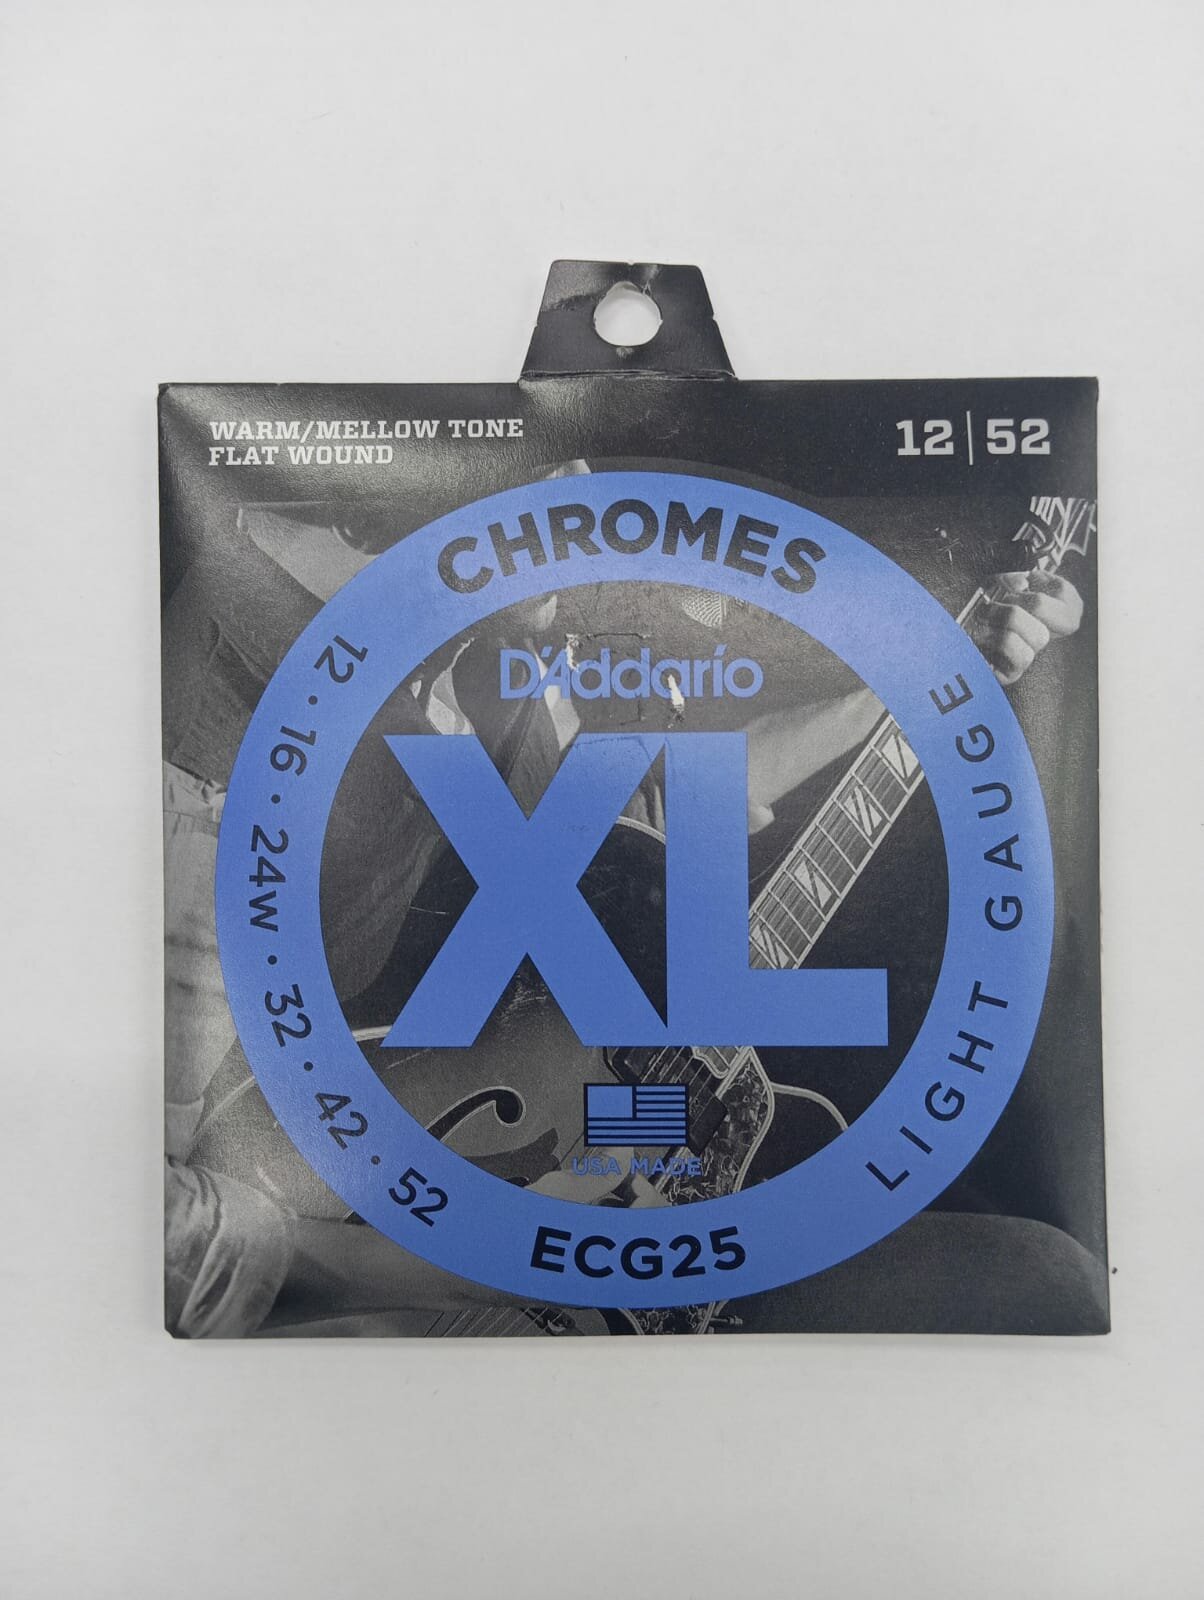 WARM/MELLOW TONE
FLAT WOUND
12|52
CHROMES
D'Addario
XL
12 · 16 · 24W · 32 · 42 · 52
LIGHT GAUGE
USA MADE
ECG25